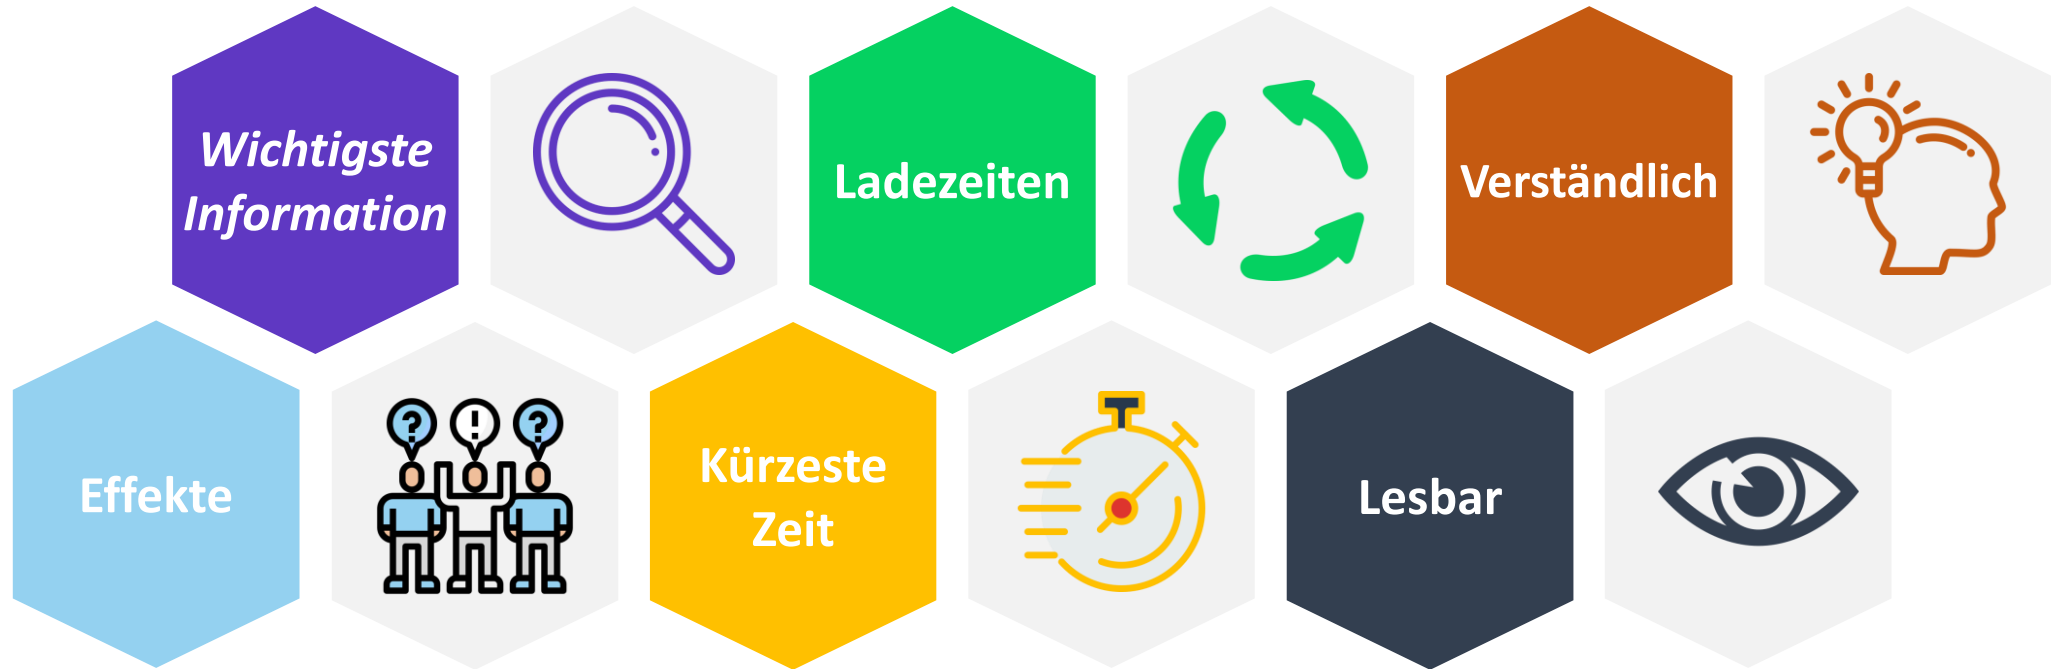 Wichtigste
Information
Ladezeiten
Verständlich
Effekte
?
!
?
Kürzeste
Zeit
Lesbar